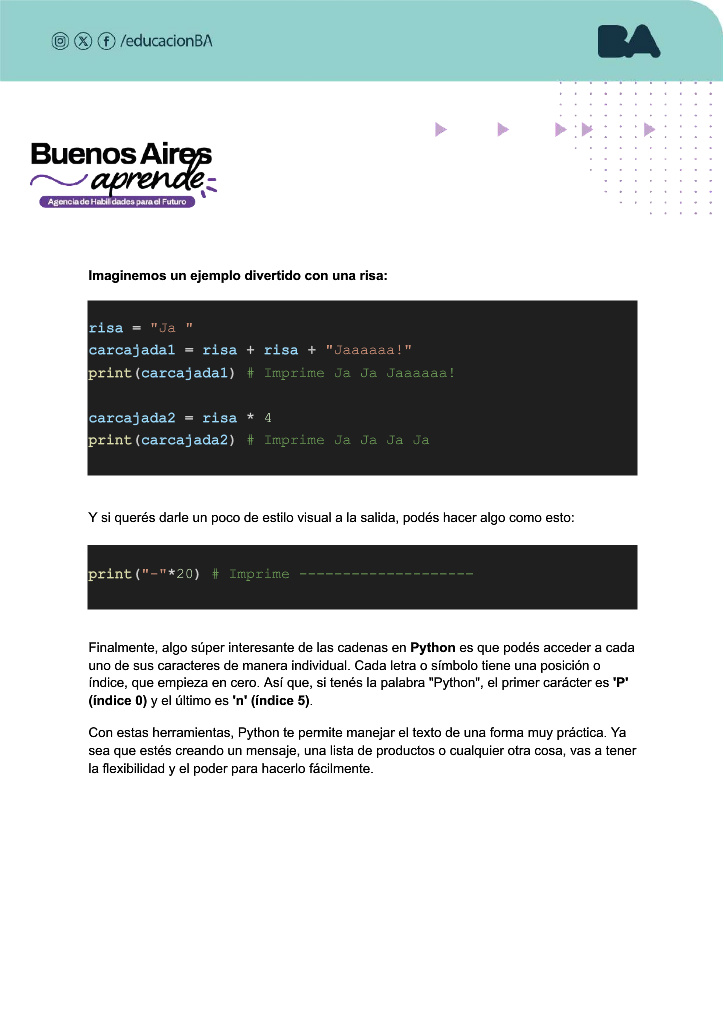 /educacionBA
BA
Buenos Aires
aprende
Agencia de Habilidades para el Futuro
Imaginemos un ejemplo divertido con una risa:
risa = "Ja "
carcajada1 = risa + risa + "Jaaaaaa!"
print(carcajada1) # Imprime Ja Ja Jaaaaaa!
carcajada2 = risa * 4
print(carcajada2) # Imprime Ja Ja Ja Ja
Y si querés darle un poco de estilo visual a la salida, podés hacer algo como esto:
print("-"*20) # Imprime --------------------
Finalmente, algo súper interesante de las cadenas en Python es que podés acceder a cada
uno de sus caracteres de manera individual. Cada letra o símbolo tiene una posición o
índice, que empieza en cero. Así que, si tenés la palabra "Python", el primer carácter es 'P'
(índice 0) y el último es 'n' (índice 5).
Con estas herramientas, Python te permite manejar el texto de una forma muy práctica. Ya
sea que estés creando un mensaje, una lista de productos o cualquier otra cosa, vas a tener
la flexibilidad y el poder para hacerlo fácilmente.